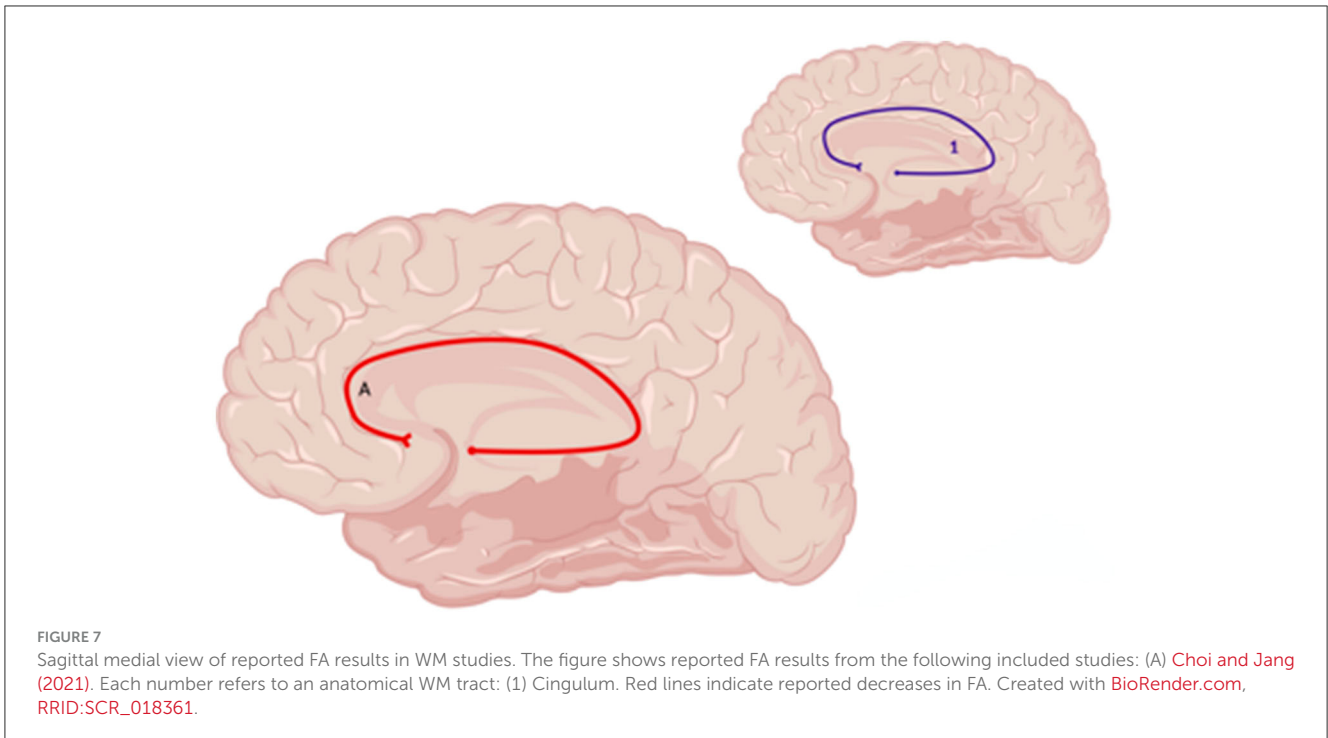 1
A
FIGURE 7
Sagittal medial view of reported FA results in WM studies. The figure shows reported FA results from the following included studies: (A) Choi and Jang
(2021). Each number refers to an anatomical WM tract: (1) Cingulum. Red lines indicate reported decreases in FA. Created with BioRender.com,
RRID:SCR_018361.